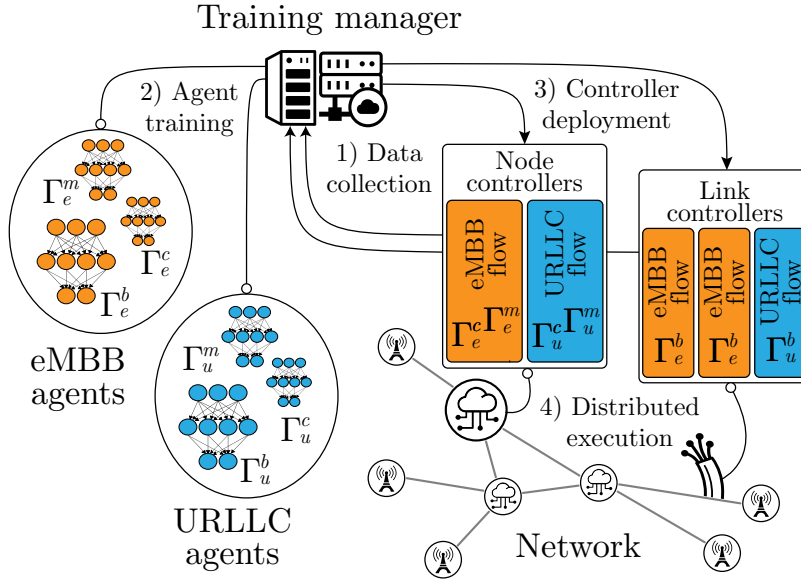 Training manager
2) Agent
training
3) Controller
deployment
1) Data
collection
Node
controllers
eMBB
flow
Γ_e^c Γ_e^m
URLLC
flow
Γ_u^c Γ_u^m
Link
controllers
eMBB
flow
Γ_e^b
eMBB
flow
Γ_e^b
URLLC
flow
Γ_u^b
Γ_e^m
Γ_e^c
Γ_e^b
eMBB
agents
Γ_u^m
Γ_u^c
Γ_u^b
URLLC
agents
4) Distributed
execution
Network